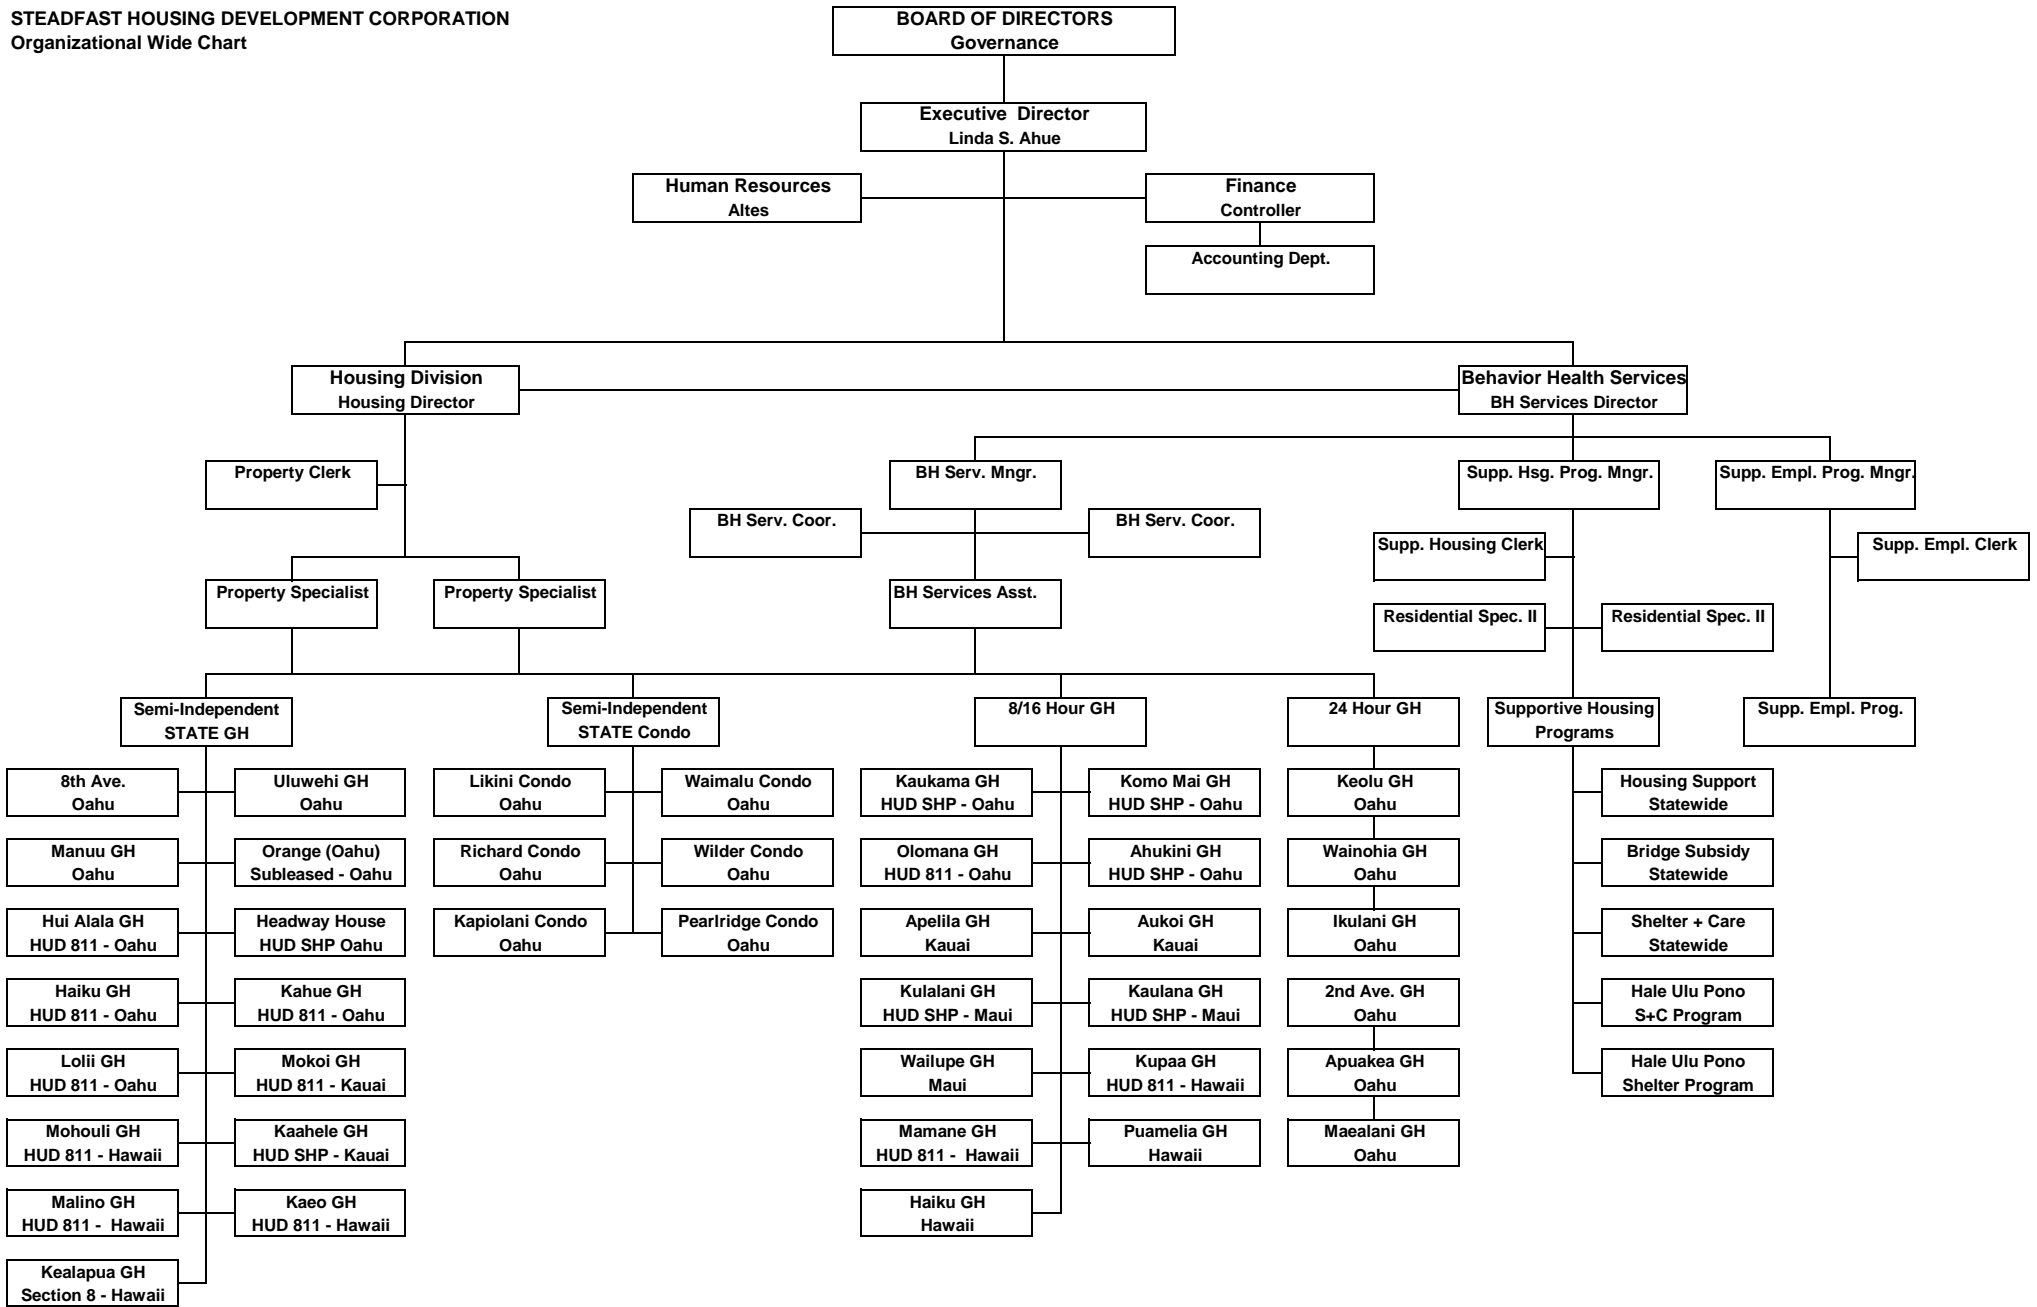 STEADFAST HOUSING DEVELOPMENT CORPORATION
Organizational Wide Chart
BOARD OF DIRECTORS
Governance
Executive Director
Linda S. Ahue
Human Resources
Altes
Finance
Controller
Accounting Dept.
Housing Division
Housing Director
Behavior Health Services
BH Services Director
Property Clerk
BH Serv. Mngr.
Supp. Hsg. Prog. Mngr.
Supp. Empl. Prog. Mngr.
BH Serv. Coor.
BH Serv. Coor.
Supp. Housing Clerk
Supp. Empl. Clerk
Property Specialist
Property Specialist
BH Services Asst.
Residential Spec. II
Residential Spec. II
Semi-Independent
STATE GH
Semi-Independent
STATE Condo
8/16 Hour GH
24 Hour GH
Supportive Housing
Programs
Supp. Empl. Prog.
8th Ave.
Oahu
Uluwehi GH
Oahu
Likini Condo
Oahu
Waimalu Condo
Oahu
Kaukama GH
HUD SHP - Oahu
Komo Mai GH
HUD SHP - Oahu
Keolu GH
Oahu
Housing Support
Statewide
Manuu GH
Oahu
Orange (Oahu)
Subleased - Oahu
Richard Condo
Oahu
Wilder Condo
Oahu
Olomana GH
HUD 811 - Oahu
Ahukini GH
HUD SHP - Oahu
Wainohia GH
Oahu
Bridge Subsidy
Statewide
Hui Alala GH
HUD 811 - Oahu
Headway House
HUD SHP Oahu
Kapiolani Condo
Oahu
Pearlridge Condo
Oahu
Apelila GH
Kauai
Aukoi GH
Kauai
Ikulani GH
Oahu
Shelter + Care
Statewide
Haiku GH
HUD 811 - Oahu
Kahue GH
HUD 811 - Oahu
Kulalani GH
HUD SHP - Maui
Kaulana GH
HUD SHP - Maui
2nd Ave. GH
Oahu
Hale Ulu Pono
S+C Program
Lolii GH
HUD 811 - Oahu
Mokoi GH
HUD 811 - Kauai
Wailupe GH
Maui
Kupaa GH
HUD 811 - Hawaii
Apuakea GH
Oahu
Hale Ulu Pono
Shelter Program
Mohouli GH
HUD 811 - Hawaii
Kaahele GH
HUD SHP - Kauai
Mamane GH
HUD 811 - Hawaii
Puamelia GH
Hawaii
Maealani GH
Oahu
Malino GH
HUD 811 - Hawaii
Kaeo GH
HUD 811 - Hawaii
Haiku GH
Hawaii
Kealapua GH
Section 8 - Hawaii